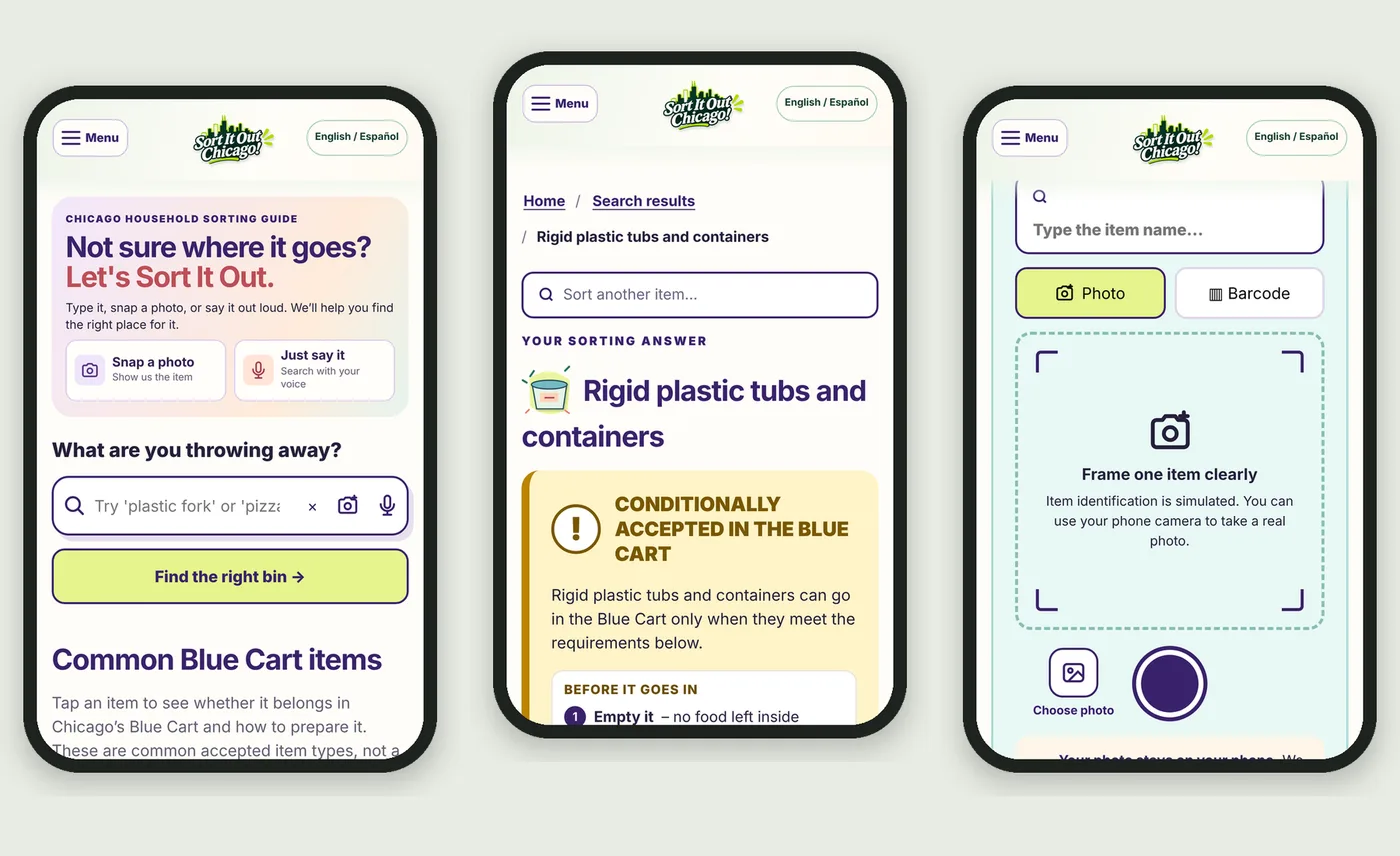 Menu
Sort It Out
Chicago!
English / Español
CHICAGO HOUSEHOLD SORTING GUIDE
Not sure where it goes?
Let's Sort It Out.
Type it, snap a photo, or say it out loud. We'll help you find
the right place for it.
Snap a photo
Show us the item
Just say it
Search with your
voice
What are you throwing away?
Try 'plastic fork' or 'pizza
Find the right bin →
Common Blue Cart items
Tap an item to see whether it belongs in
Chicago's Blue Cart and how to prepare it.
These are common accepted item types, not a
Menu
Sort It Out
Chicago!
English / Español
Home / Search results
/ Rigid plastic tubs and containers
Sort another item...
YOUR SORTING ANSWER
Rigid plastic tubs and
containers
!
CONDITIONALLY
ACCEPTED IN THE BLUE
CART
Rigid plastic tubs and containers can go
in the Blue Cart only when they meet the
requirements below.
BEFORE IT GOES IN
1 Empty it – no food left inside
Menu
Sort It Out
Chicago!
English / Español
Type the item name...
Photo
Barcode
Frame one item clearly
Item identification is simulated. You can
use your phone camera to take a real
photo.
Choose photo
Your photo stays on your phone. We